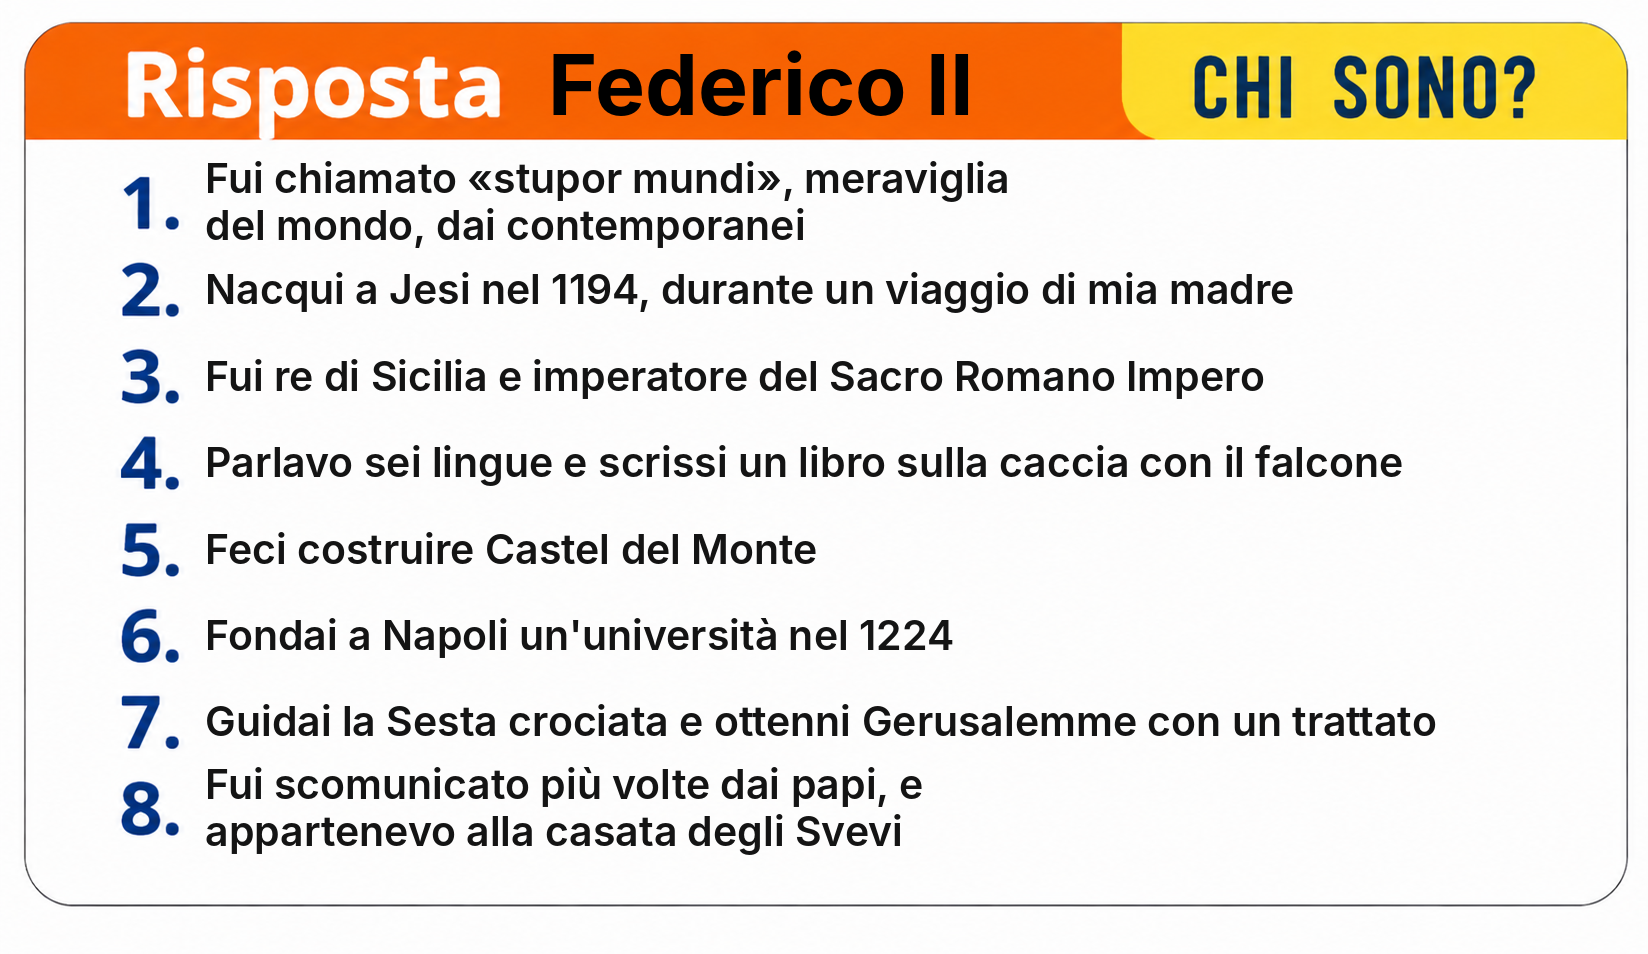 Risposta Federico II CHI SONO?
1. Fui chiamato «stupor mundi», meraviglia
del mondo, dai contemporanei
2. Nacqui a Jesi nel 1194, durante un viaggio di mia madre
3. Fui re di Sicilia e imperatore del Sacro Romano Impero
4. Parlavo sei lingue e scrissi un libro sulla caccia con il falcone
5. Feci costruire Castel del Monte
6. Fondai a Napoli un'università nel 1224
7. Guidai la Sesta crociata e ottenni Gerusalemme con un trattato
8. Fui scomunicato più volte dai papi, e
appartenevo alla casata degli Svevi